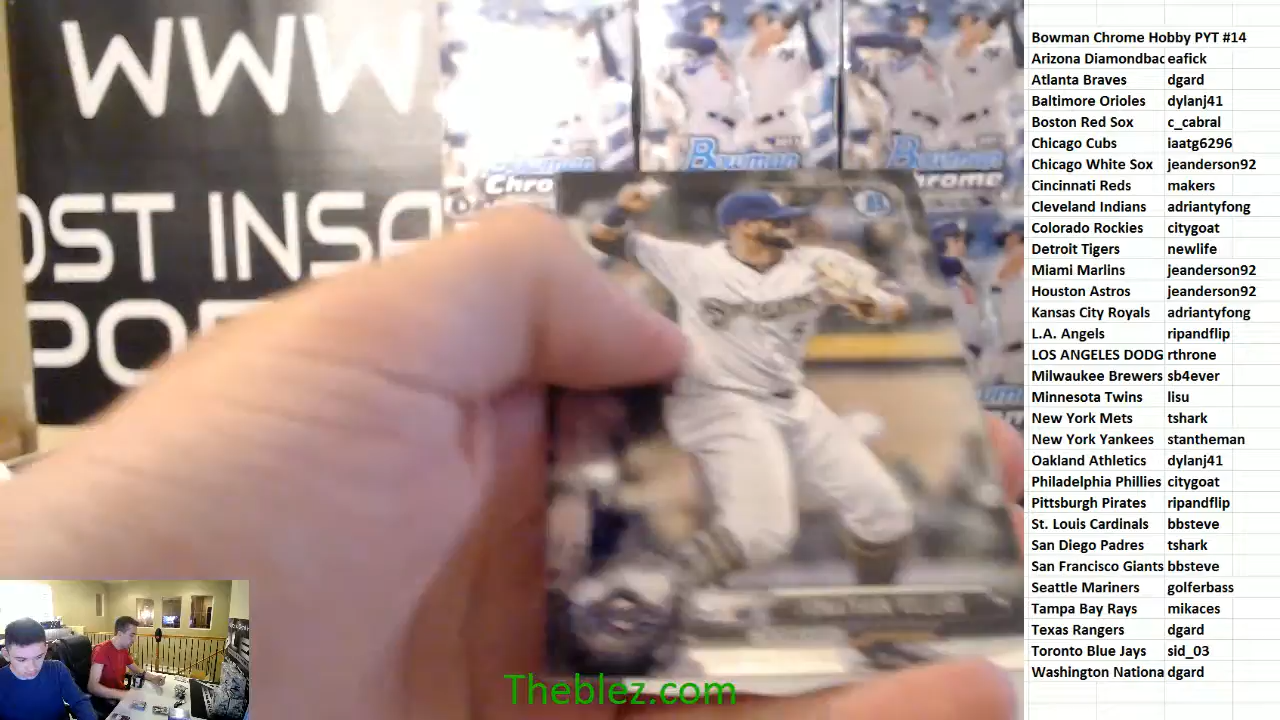 WWW.
OST INSA
POR
Bowman
Chro
Bowman
Bowman
hrome
Brewers
Theblez.com
Bowman Chrome Hobby PYT #14
Arizona Diamondbac eafick
Atlanta Braves dgard
Baltimore Orioles dylanj41
Boston Red Sox c_cabral
Chicago Cubs iaatg6296
Chicago White Sox jeanderson92
Cincinnati Reds makers
Cleveland Indians adriantyfong
Colorado Rockies citygoat
Detroit Tigers newlife
Miami Marlins jeanderson92
Houston Astros jeanderson92
Kansas City Royals adriantyfong
L.A. Angels ripandflip
LOS ANGELES DODG rthrone
Milwaukee Brewers sb4ever
Minnesota Twins lisu
New York Mets tshark
New York Yankees stantheman
Oakland Athletics dylanj41
Philadelphia Phillies citygoat
Pittsburgh Pirates ripandflip
St. Louis Cardinals bbsteve
San Diego Padres tshark
San Francisco Giants bbsteve
Seattle Mariners golferbass
Tampa Bay Rays mikaces
Texas Rangers dgard
Toronto Blue Jays sid_03
Washington Nationa dgard